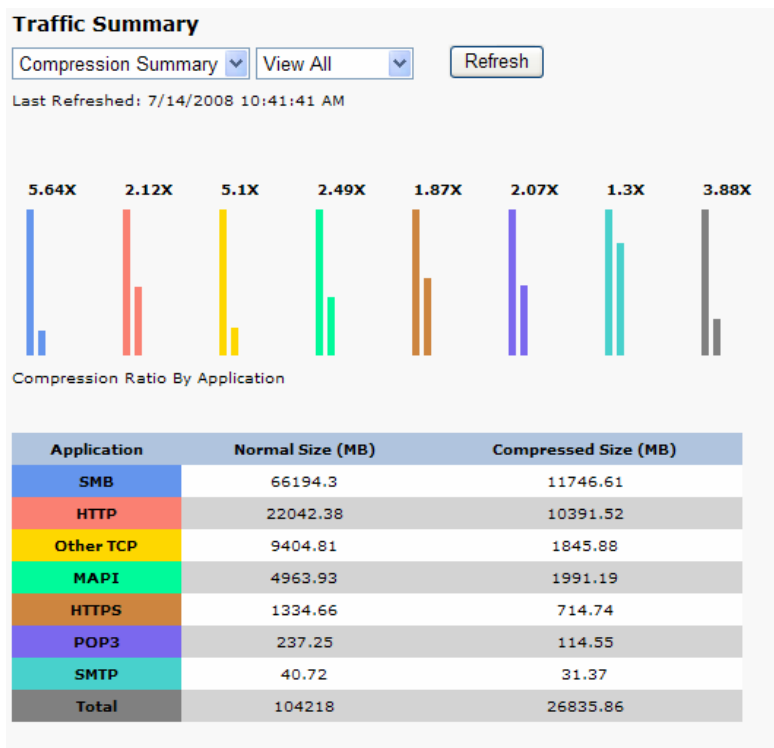 Traffic Summary
Compression Summary View All Refresh
Last Refreshed: 7/14/2008 10:41:41 AM
5.64X 2.12X 5.1X 2.49X 1.87X 2.07X 1.3X 3.88X
Compression Ratio By Application
Application Normal Size (MB) Compressed Size (MB)
SMB 66194.3 11746.61
HTTP 22042.38 10391.52
Other TCP 9404.81 1845.88
MAPI 4963.93 1991.19
HTTPS 1334.66 714.74
POP3 237.25 114.55
SMTP 40.72 31.37
Total 104218 26835.86